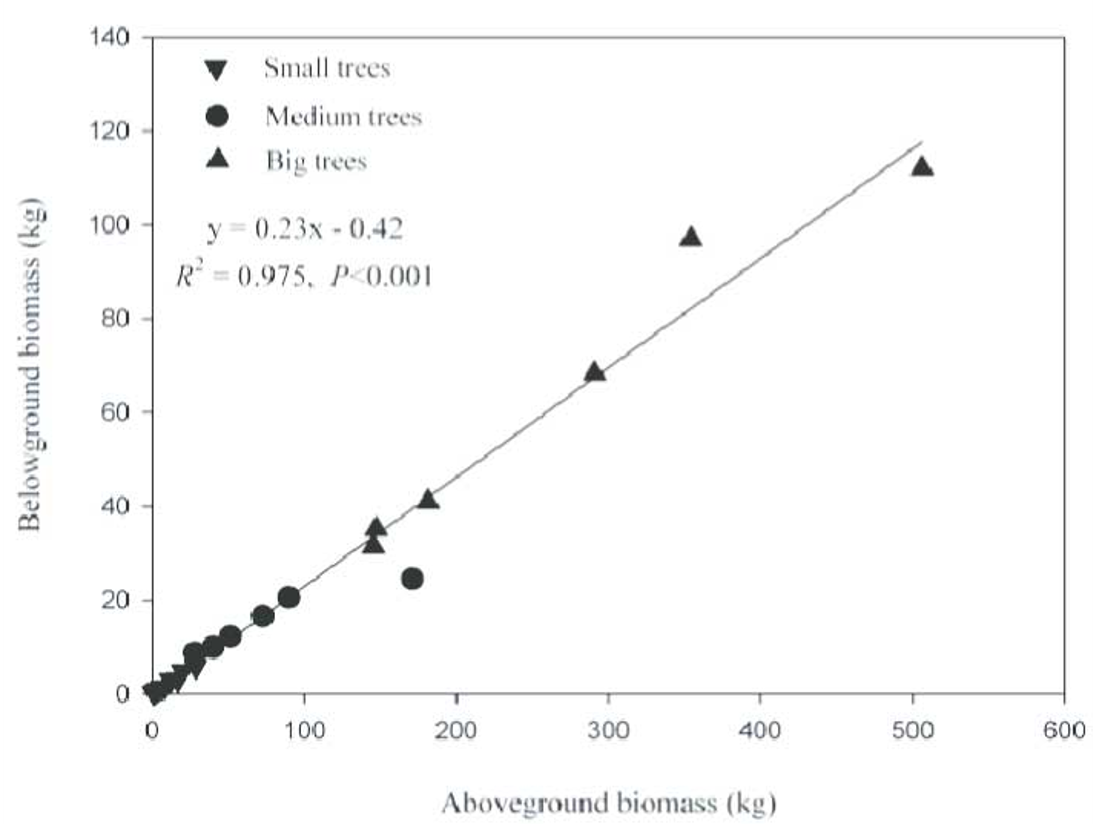 140
120
100
80
60
40
20
0
Small trees
Medium trees
Big trees
y = 0.23x - 0.42
R² = 0.975, P<0.001
Belowground biomass (kg)
0 100 200 300 400 500 600
Aboveground biomass (kg)